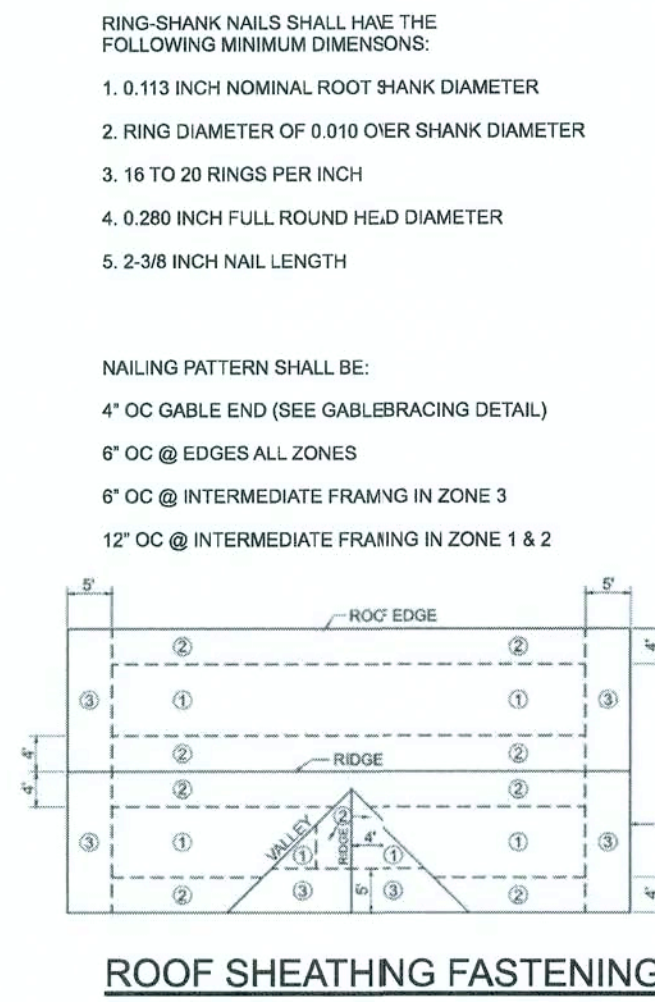 RING-SHANK NAILS SHALL HAVE THE
FOLLOWING MINIMUM DIMENSONS:
1. 0.113 INCH NOMINAL ROOT SHANK DIAMETER
2. RING DIAMETER OF 0.010 OVER SHANK DIAMETER
3. 16 TO 20 RINGS PER INCH
4. 0.280 INCH FULL ROUND HEAD DIAMETER
5. 2-3/8 INCH NAIL LENGTH
NAILING PATTERN SHALL BE:
4" OC GABLE END (SEE GABLEBRACING DETAIL)
6" OC @ EDGES ALL ZONES
6" OC @ INTERMEDIATE FRAMING IN ZONE 3
12" OC @ INTERMEDIATE FRAMING IN ZONE 1 & 2
5' 5'
ROOF EDGE
2 2 4'
3 1 1 3
4' 2 2
RIDGE
4' 2 2
2
VALLEY RIDGE 4'
3 1 1 1 1 3
5'
2 3 3 2 4'
ROOF SHEATHING FASTENING